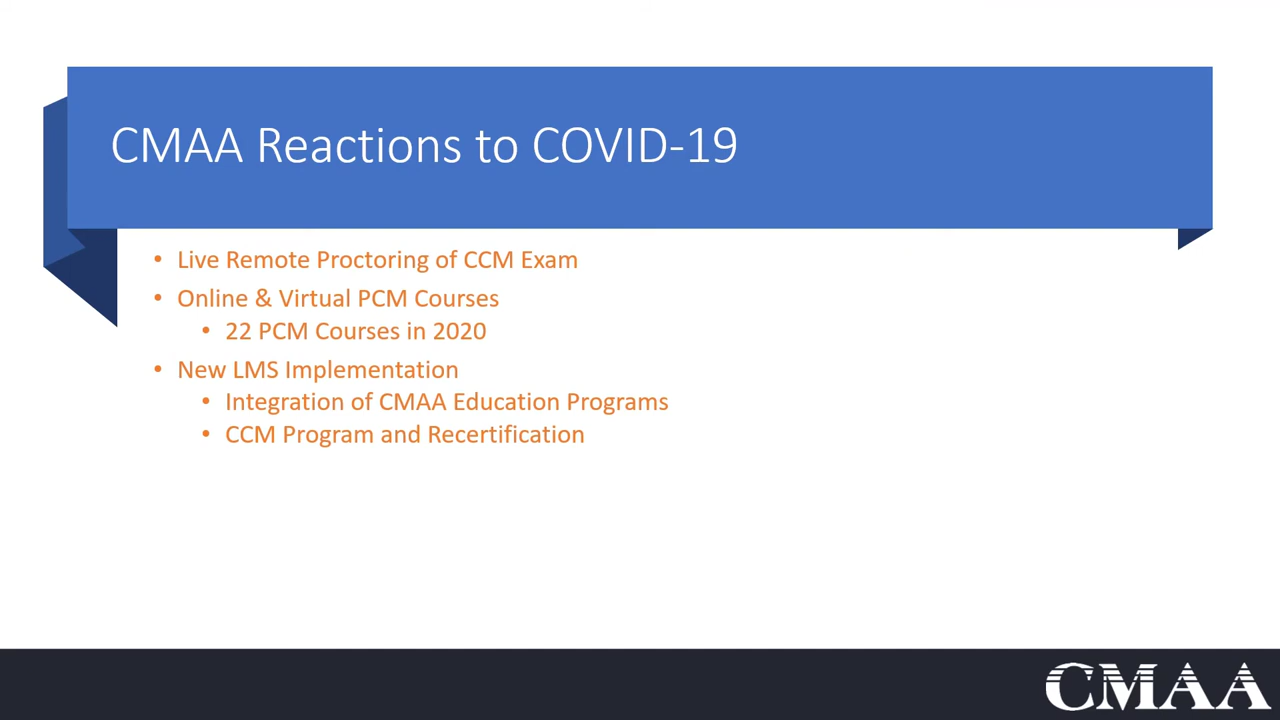 CMAA Reactions to COVID-19
• Live Remote Proctoring of CCM Exam
• Online & Virtual PCM Courses
• 22 PCM Courses in 2020
• New LMS Implementation
• Integration of CMAA Education Programs
• CCM Program and Recertification
CMAA